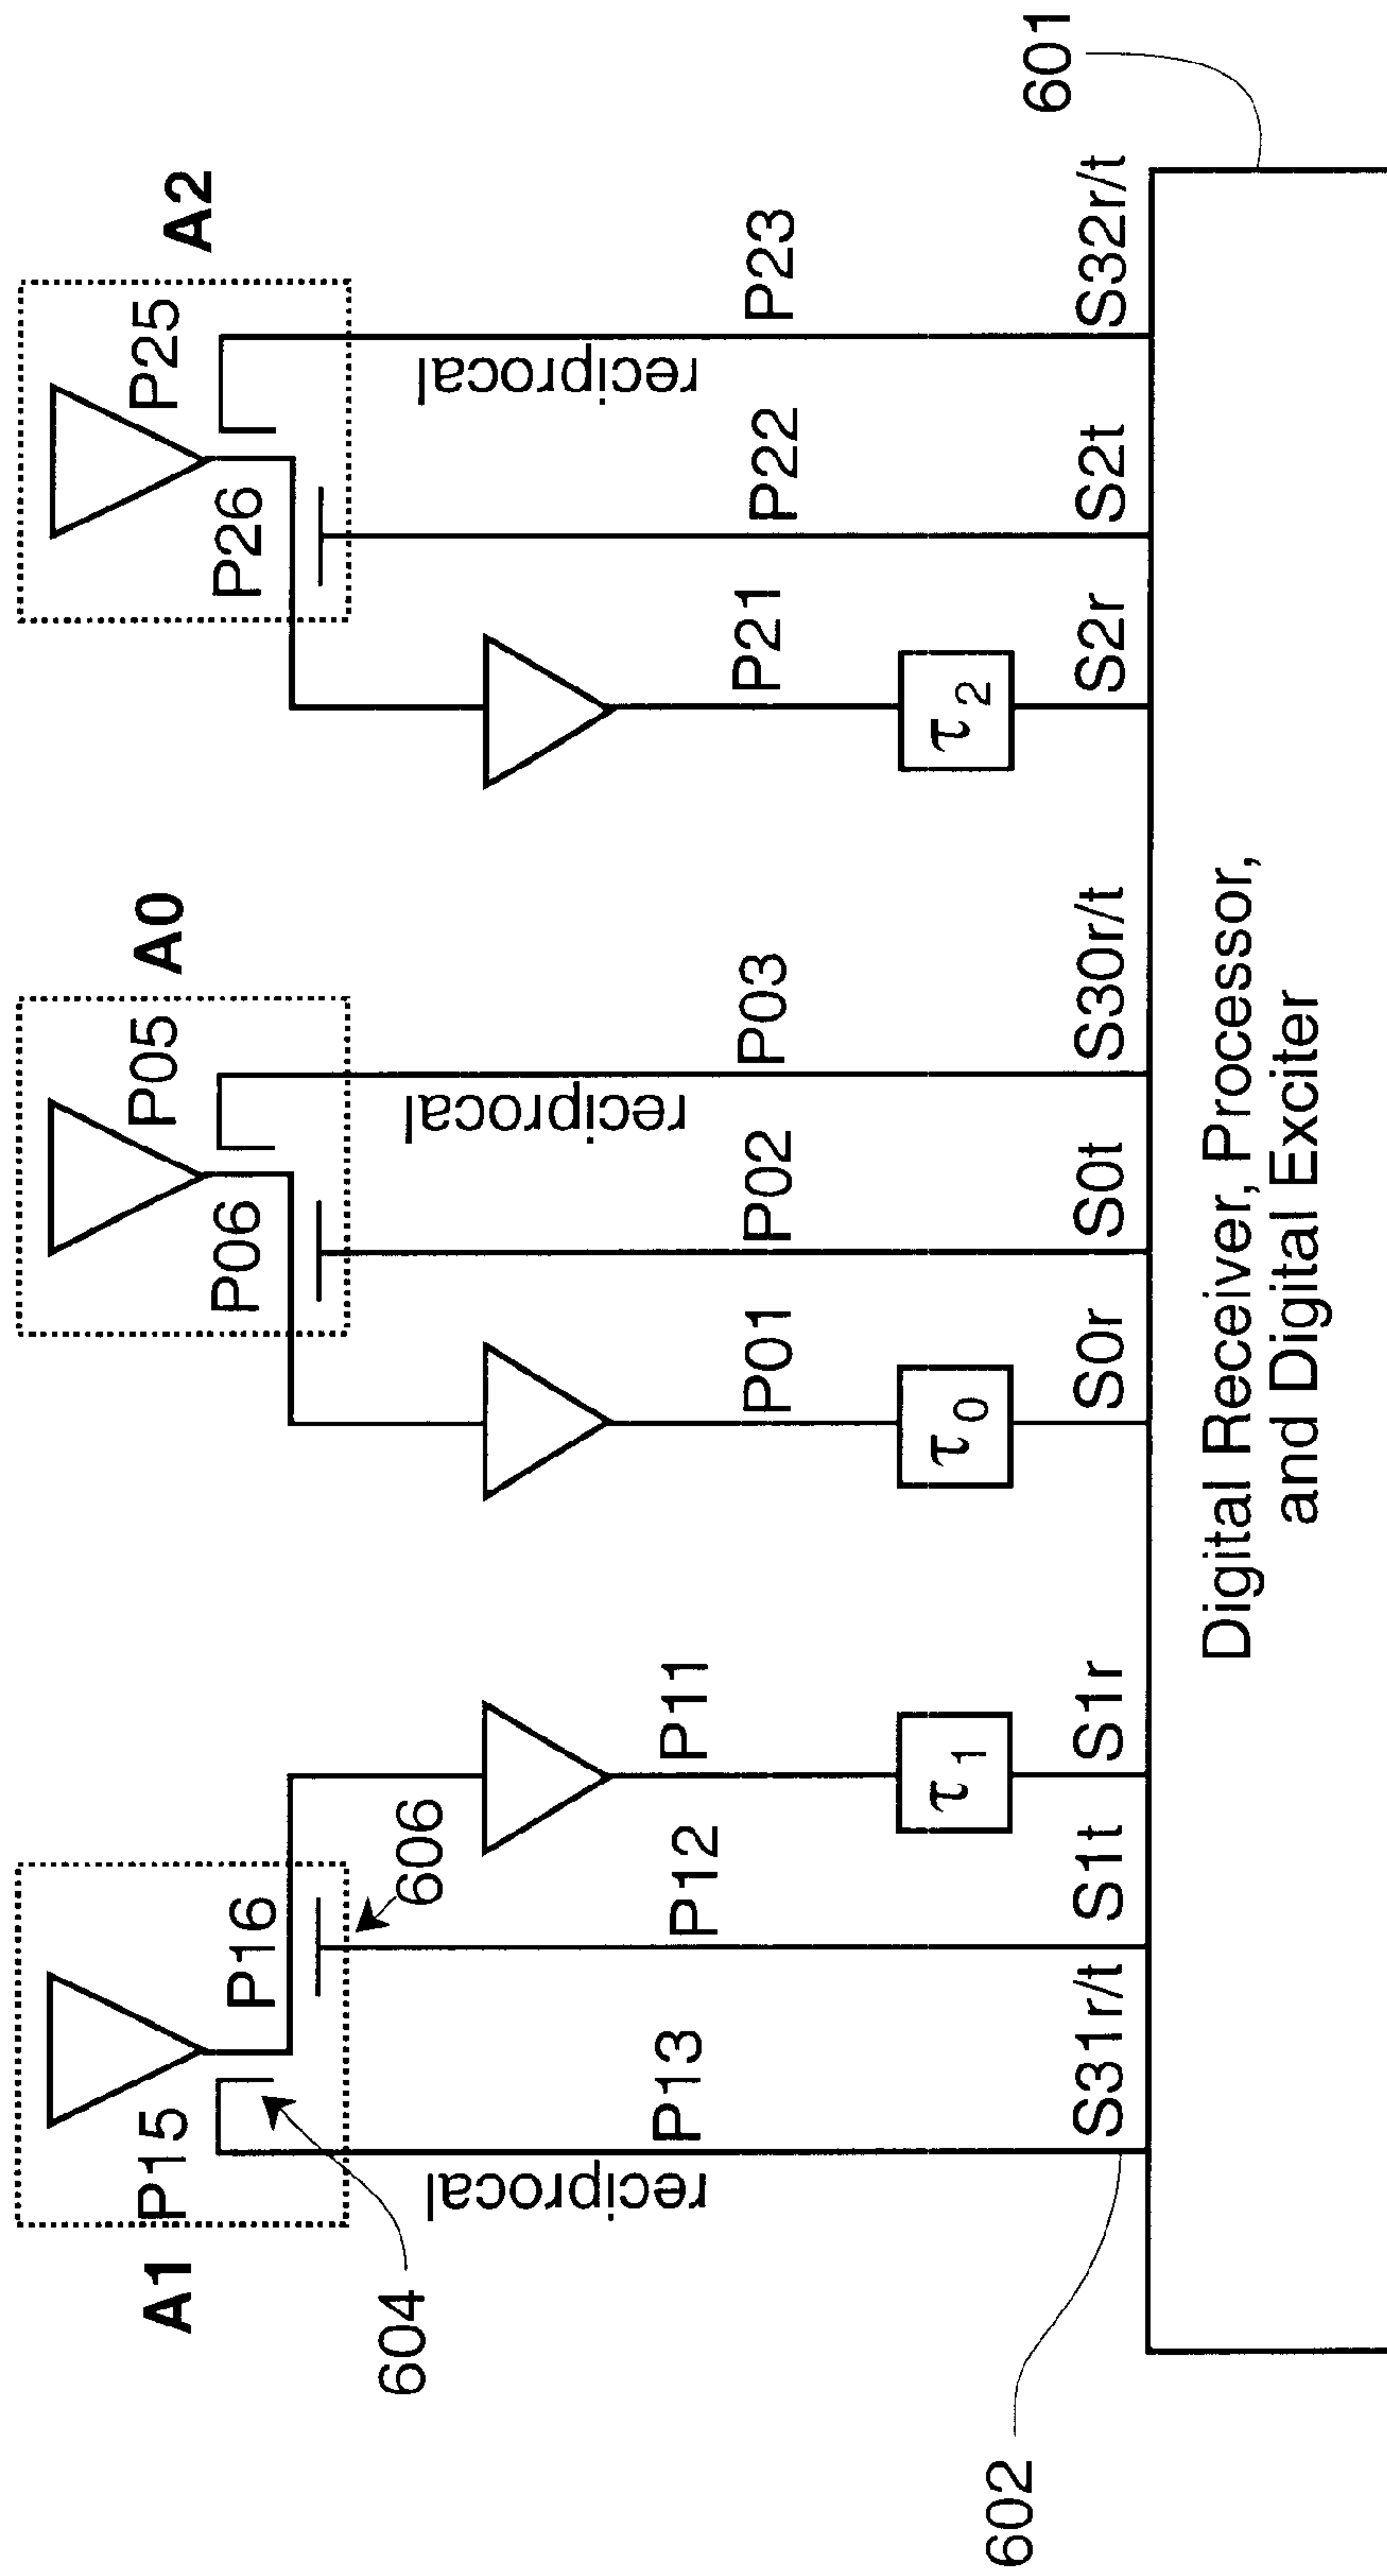 A1
A0
A2
P15
P05
P25
P16
P06
P26
604
606
reciprocal
reciprocal
reciprocal
P13
P12
P11
P01
P02
P03
P21
P22
P23
τ1
τ0
τ2
602
S31r/t
S1t
S1r
S0r
S0t
S30r/t
S2r
S2t
S32r/t
601
Digital Receiver, Processor,
and Digital Exciter